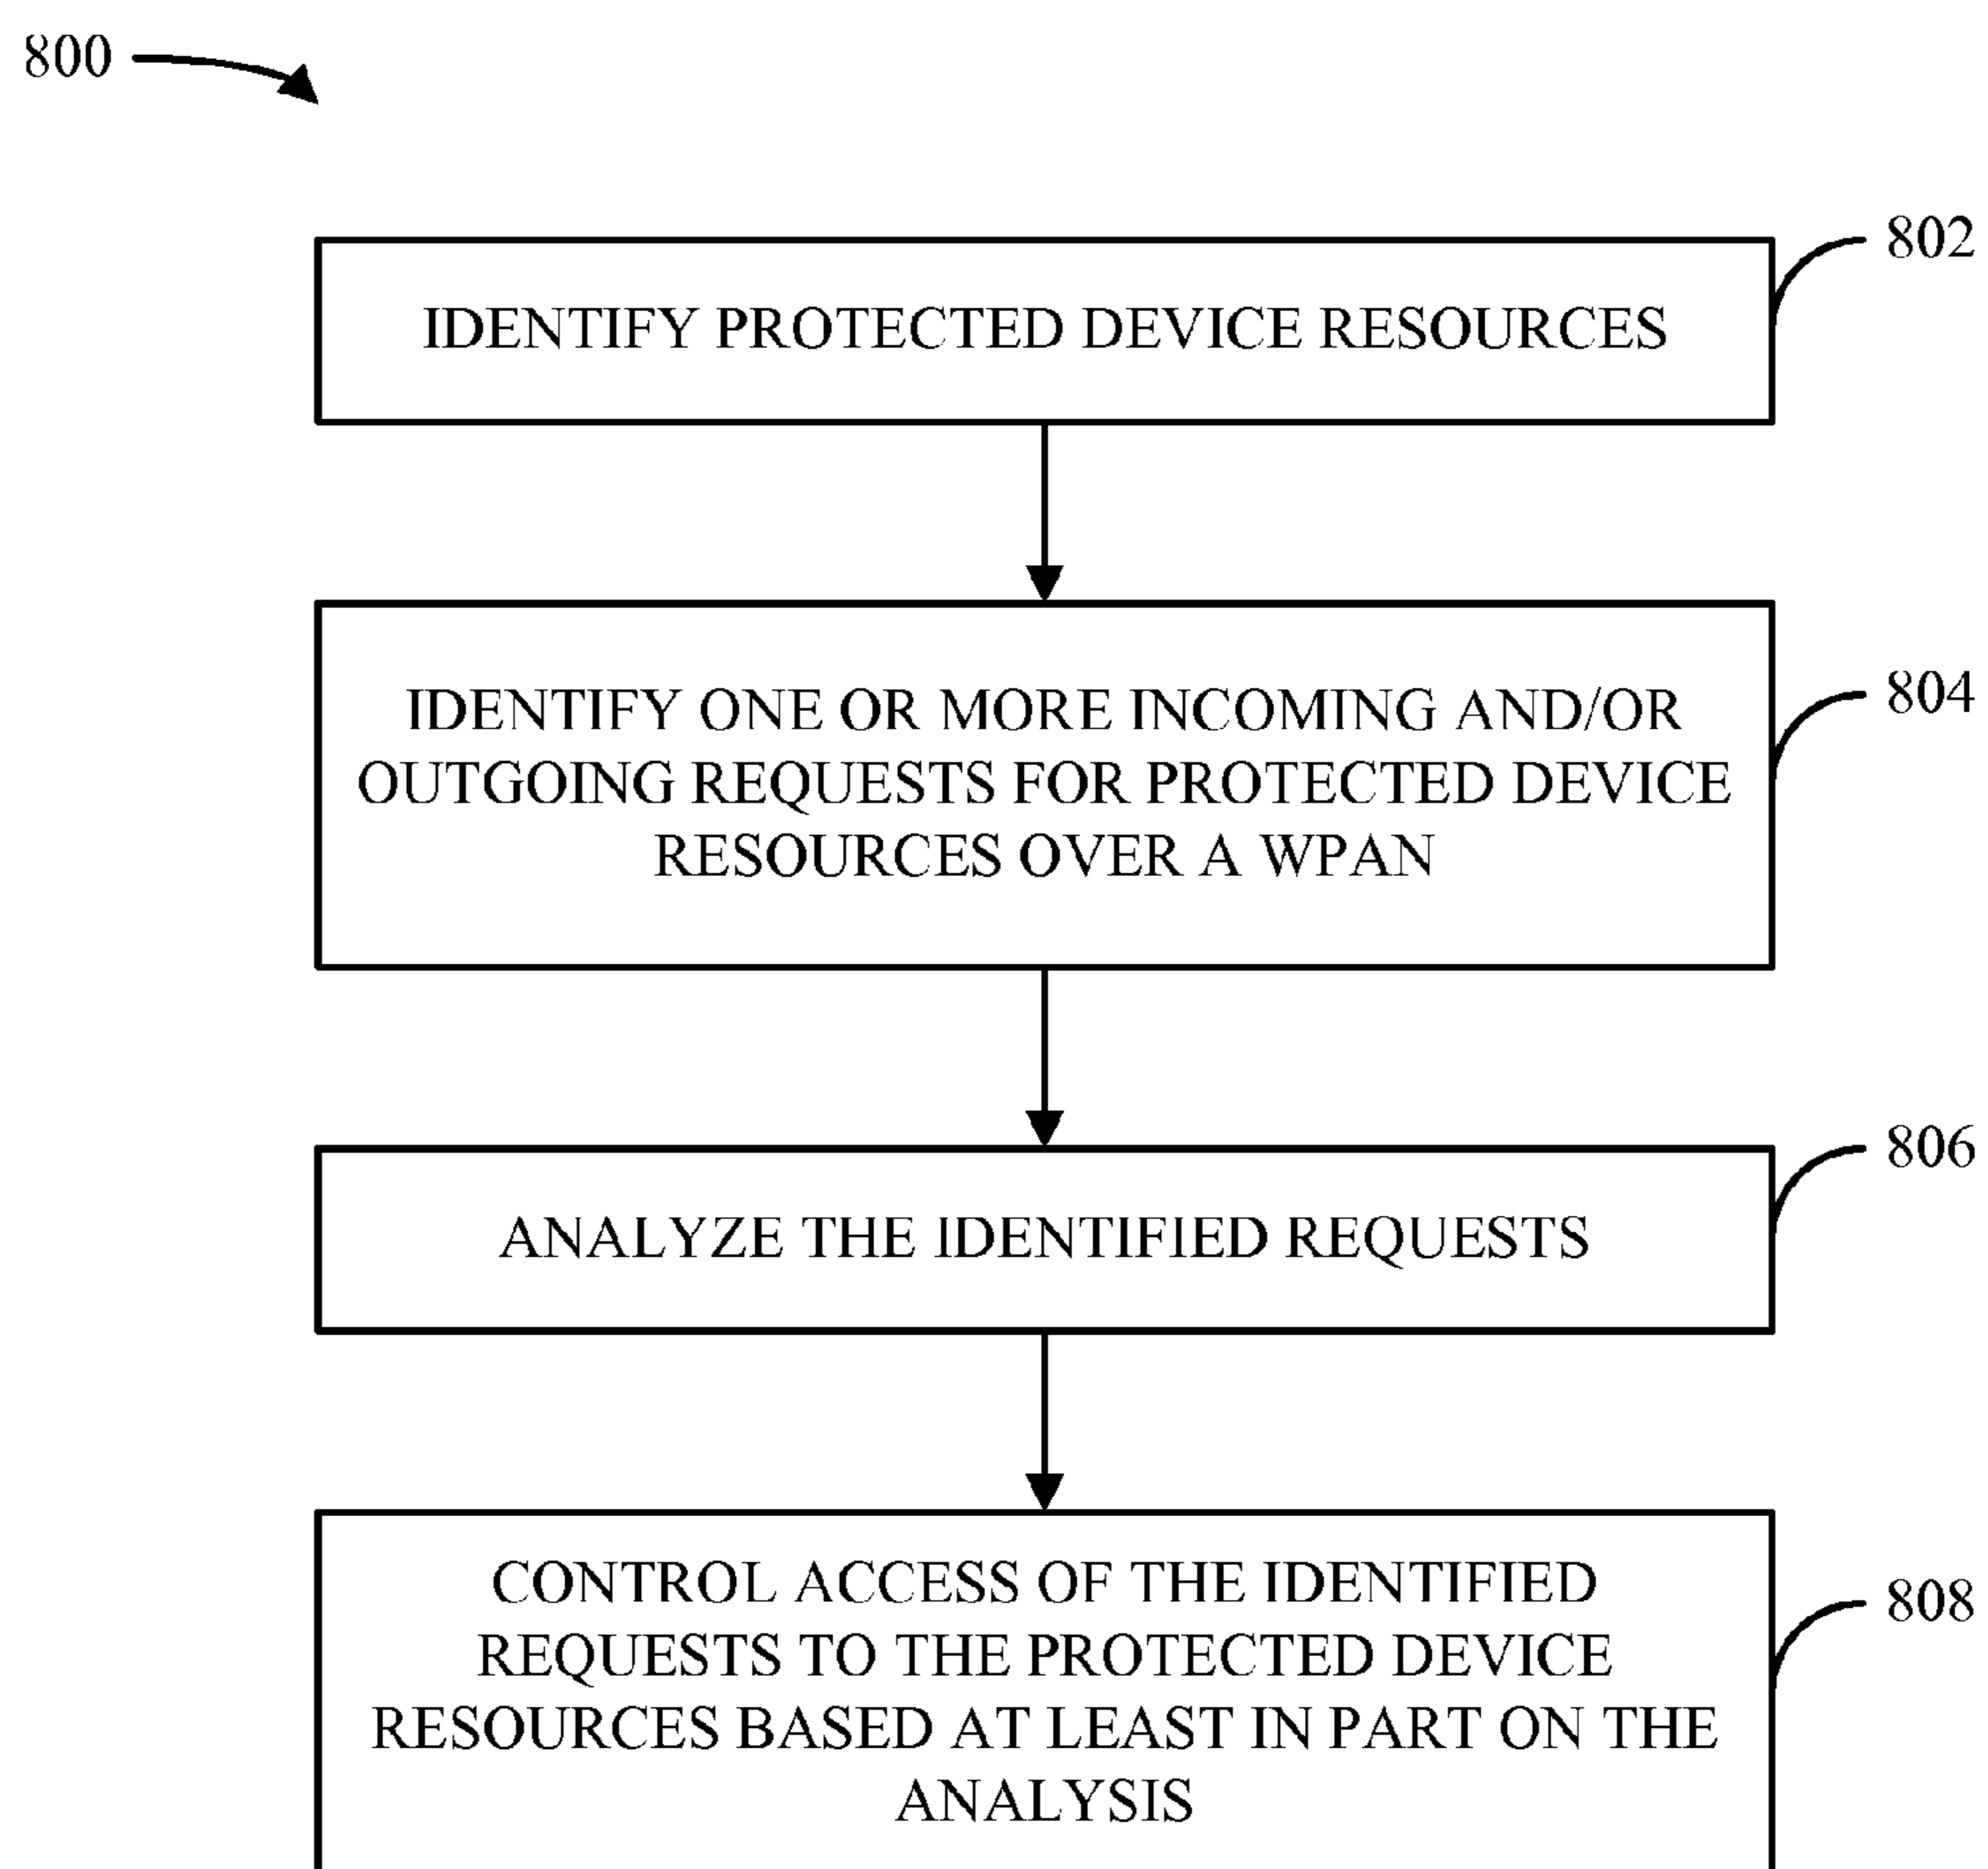 800
802
IDENTIFY PROTECTED DEVICE RESOURCES
804
IDENTIFY ONE OR MORE INCOMING AND/OR
OUTGOING REQUESTS FOR PROTECTED DEVICE
RESOURCES OVER A WPAN
806
ANALYZE THE IDENTIFIED REQUESTS
808
CONTROL ACCESS OF THE IDENTIFIED
REQUESTS TO THE PROTECTED DEVICE
RESOURCES BASED AT LEAST IN PART ON THE
ANALYSIS